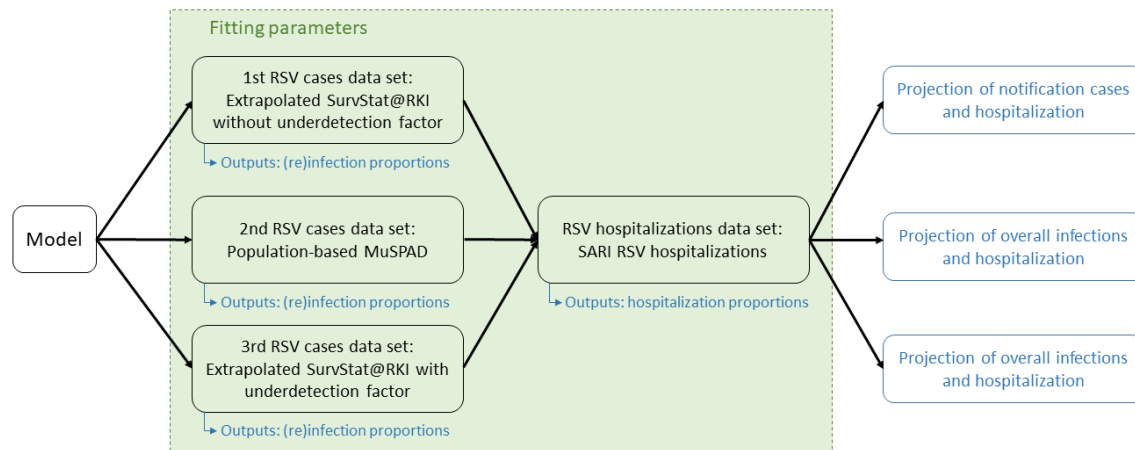 Fitting parameters
1st RSV cases data set:
Extrapolated SurvStat@RKI
without underdetection factor
Outputs: (re)infection proportions
Model
2nd RSV cases data set:
Population-based MuSPAD
Outputs: (re)infection proportions
3rd RSV cases data set:
Extrapolated SurvStat@RKI with
underdetection factor
Outputs: (re)infection proportions
RSV hospitalizations data set:
SARI RSV hospitalizations
Outputs: hospitalization proportions
Projection of notification cases
and hospitalization
Projection of overall infections
and hospitalization
Projection of overall infections
and hospitalization